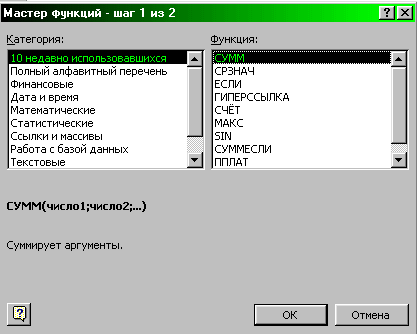 Мастер функций - шаг 1 из 2
Категория:
10 недавно использовавшихся
Полный алфавитный перечень
Финансовые
Дата и время
Математические
Статистические
Ссылки и массивы
Работа с базой данных
Текстовые
Функция:
СУММ
СРЗНАЧ
ЕСЛИ
ГИПЕРССЫЛКА
СЧЁТ
МАКС
SIN
СУММЕСЛИ
ППЛАТ
СУММ(число1;число2;...)
Суммирует аргументы.
ОК
Отмена